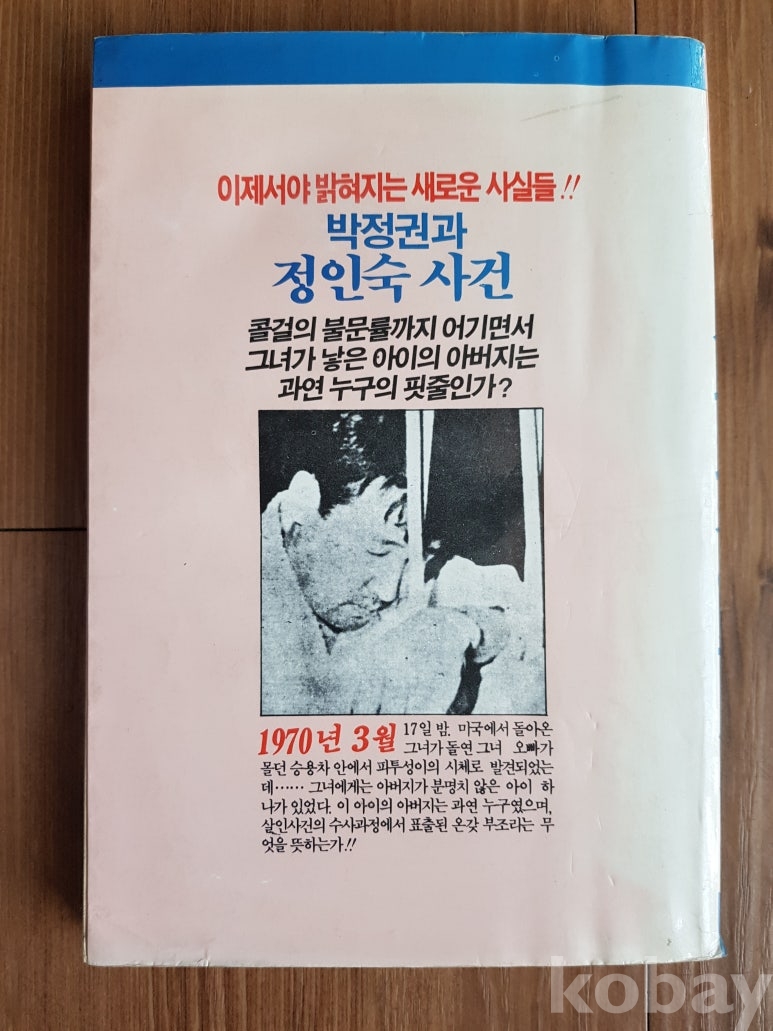 이제서야 밝혀지는 새로운 사실들!!
박정권과
정인숙 사건
콜걸의 불문률까지 어기면서
그녀가 낳은 아이의 아버지는
과연 누구의 핏줄인가?
1970년 3월 17일 밤. 미국에서 돌아온
그녀가 돌연 그녀 오빠가
몰던 승용차 안에서 피투성이의 시체로 발견되었는
데…… 그녀에게는 아버지가 분명치 않은 아이 하
나가 있었다. 이 아이의 아버지는 과연 누구였으며,
살인사건의 수사과정에서 표출된 온갖 부조리는 무
엇을 뜻하는가!!
kobay